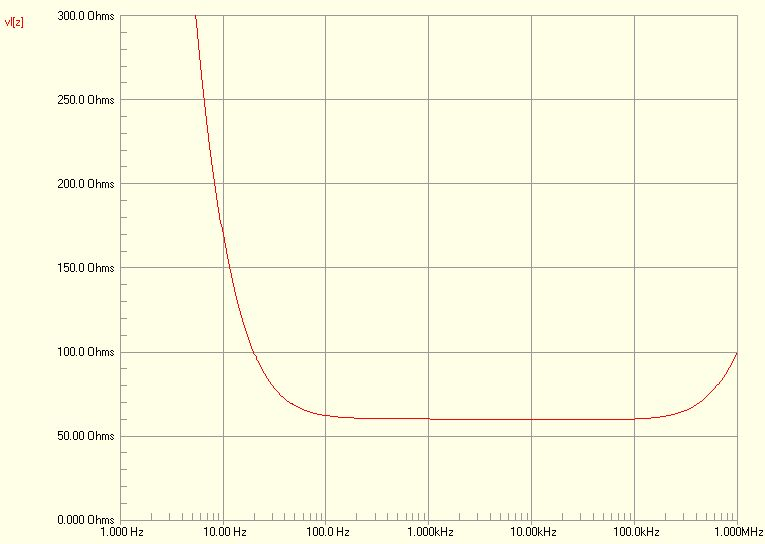 vl[z]
300.0 Ohms
250.0 Ohms
200.0 Ohms
150.0 Ohms
100.0 Ohms
50.00 Ohms
0.000 Ohms
1.000 Hz 10.00 Hz 100.0 Hz 1.000kHz 10.00kHz 100.0kHz 1.000MHz